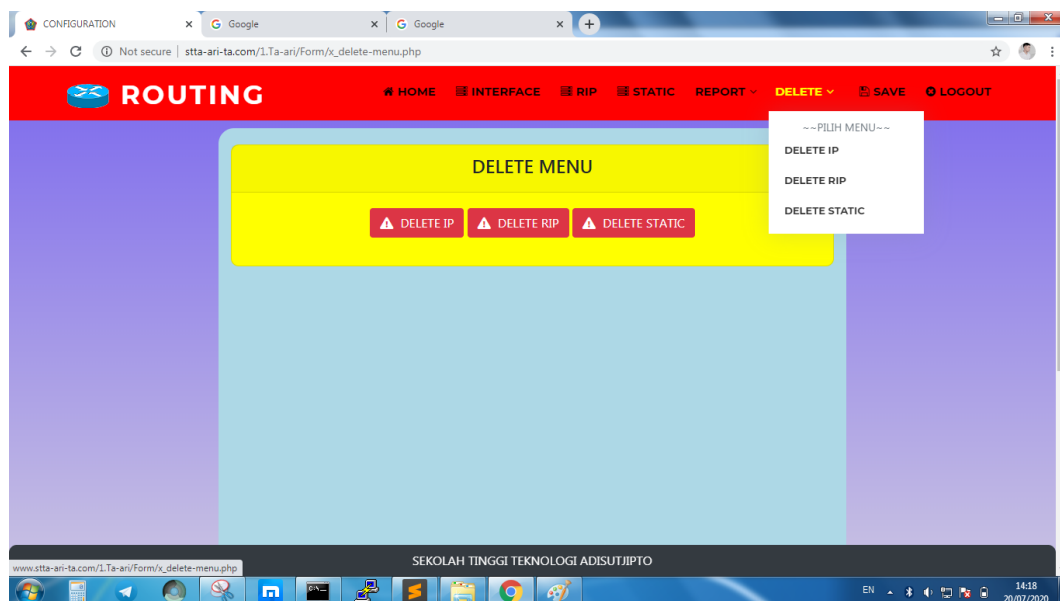 CONFIGURATION
Google
Google
Not secure | stta-ari-ta.com/1.Ta-ari/Form/x_delete-menu.php
ROUTING
HOME
INTERFACE
RIP
STATIC
REPORT
DELETE
SAVE
LOGOUT
~~PILIH MENU~~
DELETE IP
DELETE RIP
DELETE STATIC
DELETE MENU
DELETE IP
DELETE RIP
DELETE STATIC
SEKOLAH TINGGI TEKNOLOGI ADISUTJIPTO
www.stta-ari-ta.com/1.Ta-ari/Form/x_delete-menu.php
EN
14:18
20/07/2020